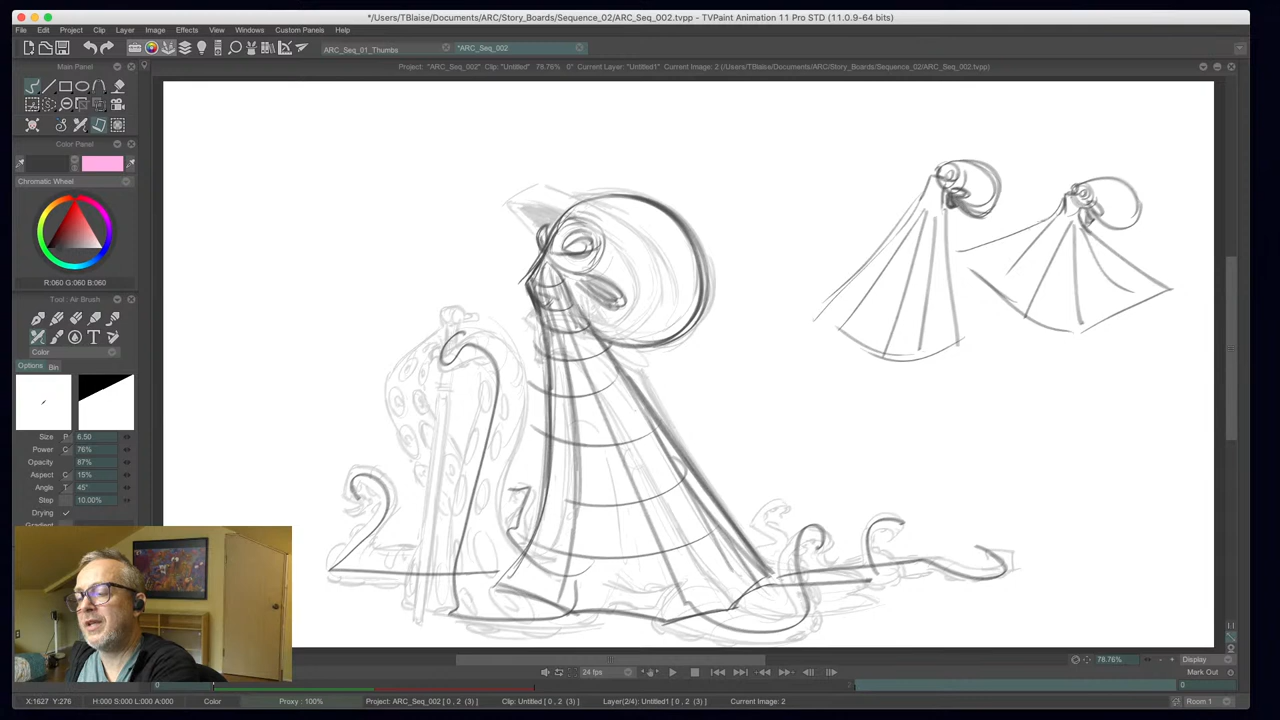 */Users/TBlaise/Documents/ARC/Story_Boards/Sequence_02/ARC_Seq_002.tvpp - TVPaint Animation 11 Pro STD (11.0.9-64 bits)
File Edit Project Clip Layer Image Effects View Windows Custom Panels Help
ARC_Seq_01_Thumbs *ARC_Seq_002
Main Panel
Project: "ARC_Seq_002" Clip: "Untitled" 78.76% 0° Current Layer: "Untitled1" Current Image: 2 (/Users/TBlaise/Documents/ARC/Story_Boards/Sequence_02/ARC_Seq_002.tvpp)
Color Panel
Chromatic Wheel
R:060 G:060 B:060
Tool : Air Brush
Color
Options Bin
Size P 6.50
Power C 76%
Opacity 87%
Aspect C 15%
Angle T 45°
Step 10.00%
Drying ✓
24 fps
78.76% Display
Mark Out
0 0
X:1627 Y:276 H:000 S:000 L:000 A:000 Color Proxy : 100% Project: ARC_Seq_002 [ 0 , 2 (3) ] Clip: Untitled [ 0 , 2 (3) ] Layer(2/4): Untitled1 [ 0 , 2 (3) ] Current Image: 2 Room 1